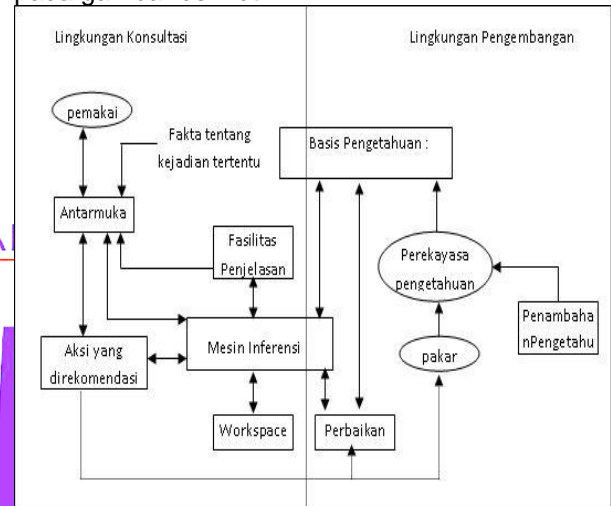 Lingkungan Konsultasi
Lingkungan Pengembangan
pemakai
Fakta tentang
kejadian tertentu
Basis Pengetahuan :
Antarmuka
Fasilitas
Penjelasan
Perekayasa
pengetahuan
Penambaha
nPengetahu
Aksi yang
direkomendasi
Mesin Inferensi
pakar
Workspace
Perbaikan